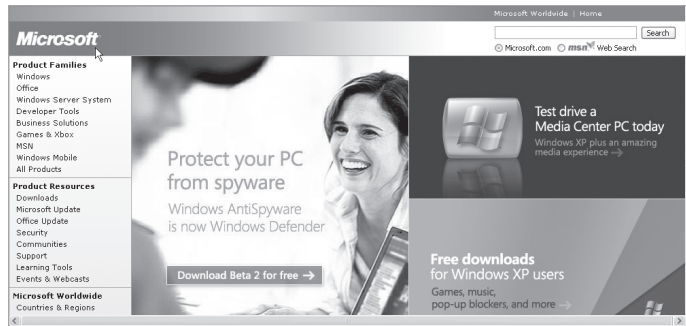 Microsoft Worldwide | Home
Microsoft
Search
Microsoft.com msn Web Search
Product Families
Windows
Office
Windows Server System
Developer Tools
Business Solutions
Games & Xbox
MSN
Windows Mobile
All Products
Product Resources
Downloads
Microsoft Update
Office Update
Security
Communities
Support
Learning Tools
Events & Webcasts
Microsoft Worldwide
Countries & Regions
Protect your PC
from spyware
Windows AntiSpyware
is now Windows Defender
Download Beta 2 for free →
Test drive a
Media Center PC today
Windows XP plus an amazing
media experience →
Free downloads
for Windows XP users
Games, music,
pop-up blockers, and more →